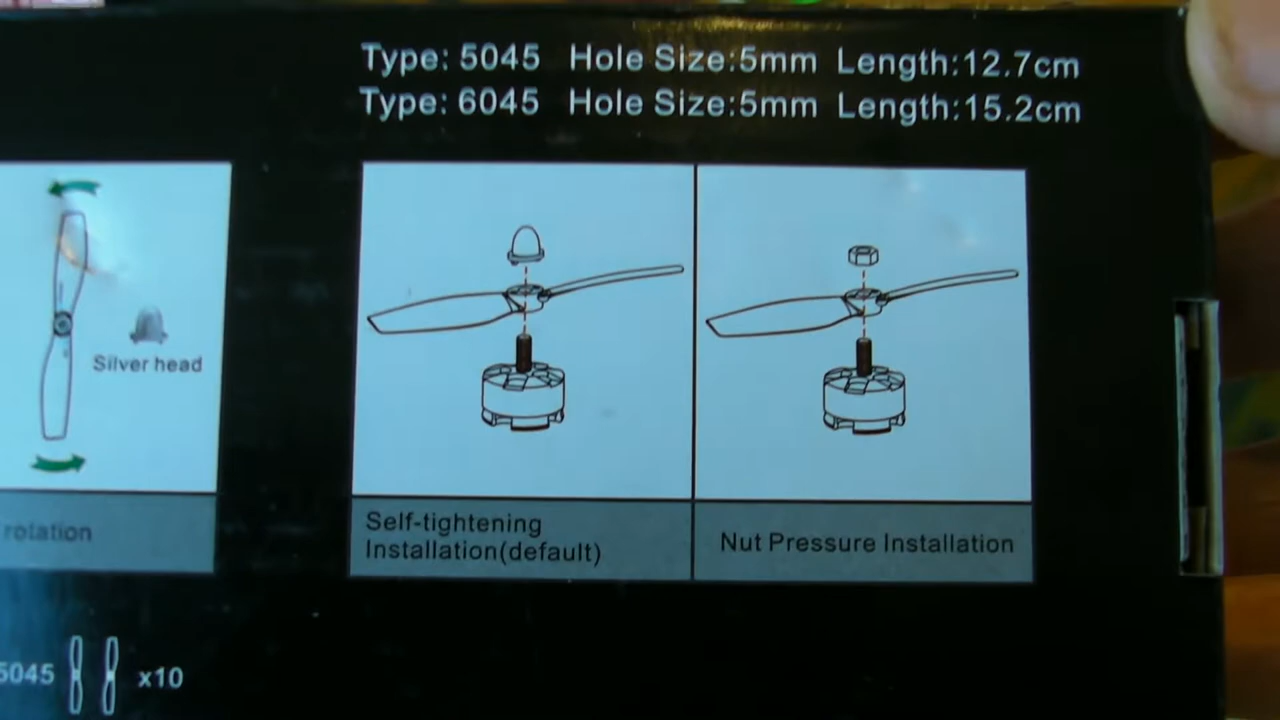 Type: 5045 Hole Size:5mm Length:12.7cm
Type: 6045 Hole Size:5mm Length:15.2cm
Silver head
rotation
Self-tightening
Installation(default)
Nut Pressure Installation
5045 x10